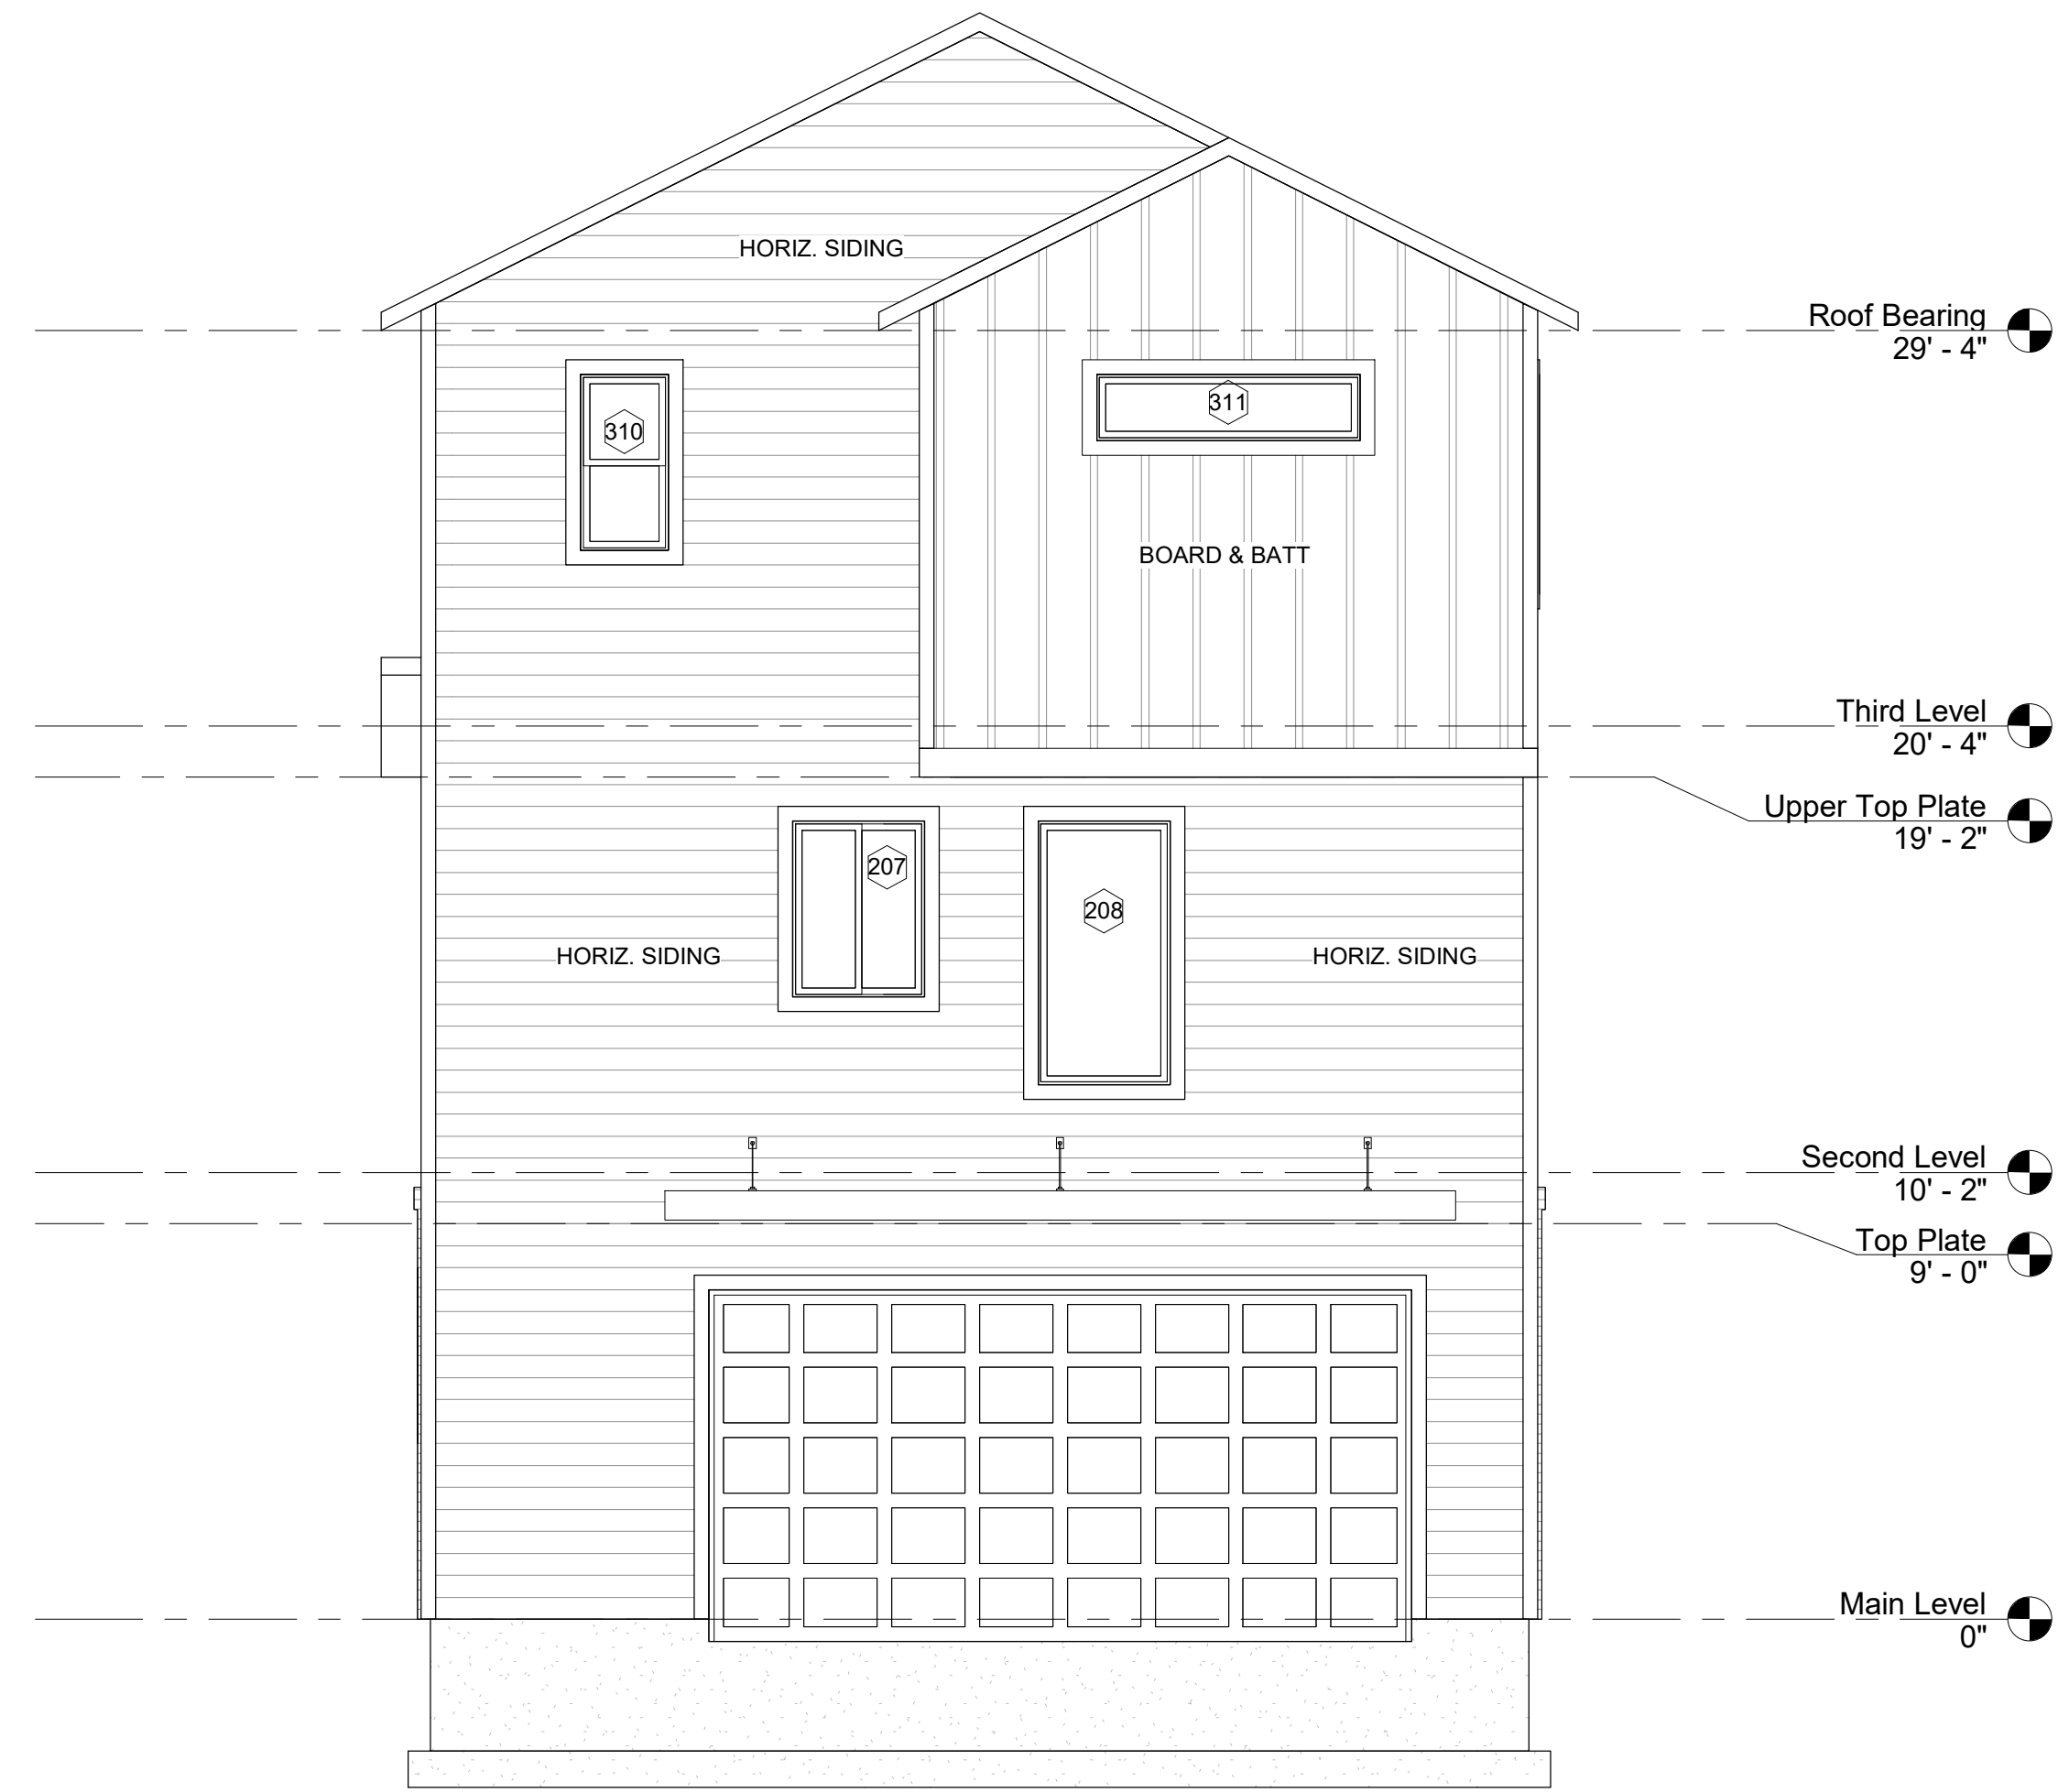 HORIZ. SIDING
Roof Bearing
29' - 4"
310
311
BOARD & BATT
Third Level
20' - 4"
Upper Top Plate
19' - 2"
207
208
HORIZ. SIDING
HORIZ. SIDING
Second Level
10' - 2"
Top Plate
9' - 0"
Main Level
0"